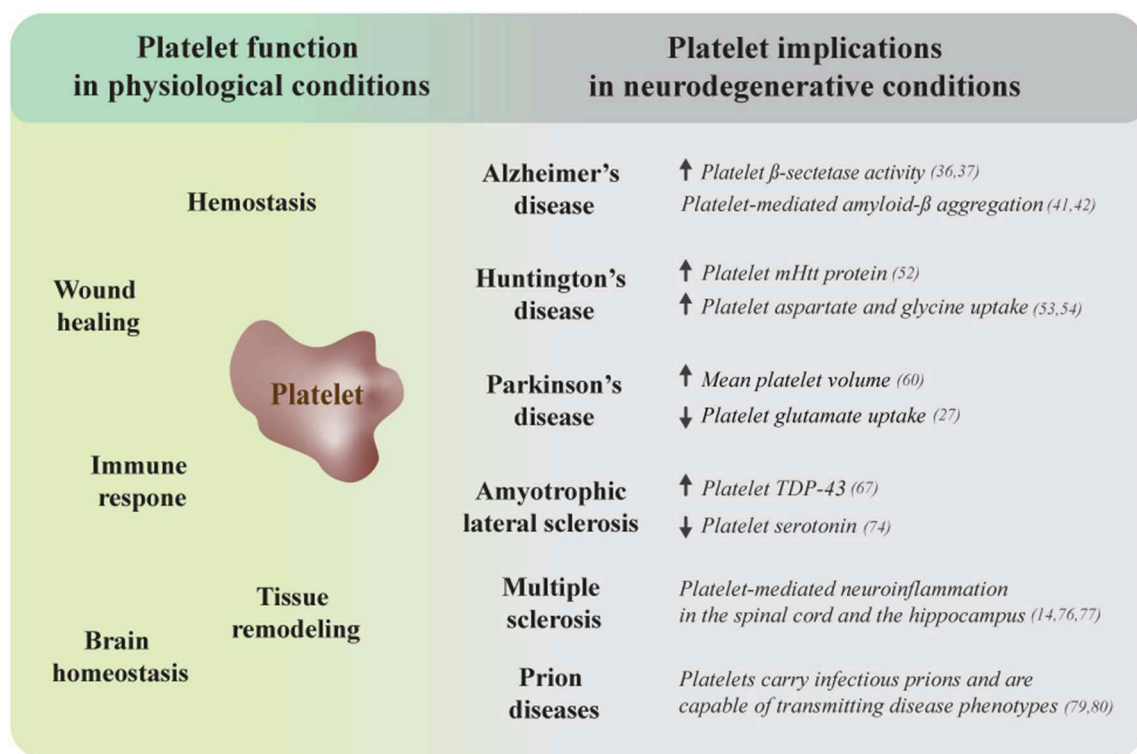 Platelet function
in physiological conditions
Platelet implications
in neurodegenerative conditions
Hemostasis
Wound
healing
Platelet
Immune
respone
Tissue
remodeling
Brain
homeostasis
Alzheimer's
disease
↑ Platelet β-sectetase activity (36,37)
Platelet-mediated amyloid-β aggregation (41,42)
Huntington's
disease
↑ Platelet mHtt protein (52)
↑ Platelet aspartate and glycine uptake (53,54)
Parkinson's
disease
↑ Mean platelet volume (60)
↓ Platelet glutamate uptake (27)
Amyotrophic
lateral sclerosis
↑ Platelet TDP-43 (67)
↓ Platelet serotonin (74)
Multiple
sclerosis
Platelet-mediated neuroinflammation
in the spinal cord and the hippocampus (14,76,77)
Prion
diseases
Platelets carry infectious prions and are
capable of transmitting disease phenotypes (79,80)